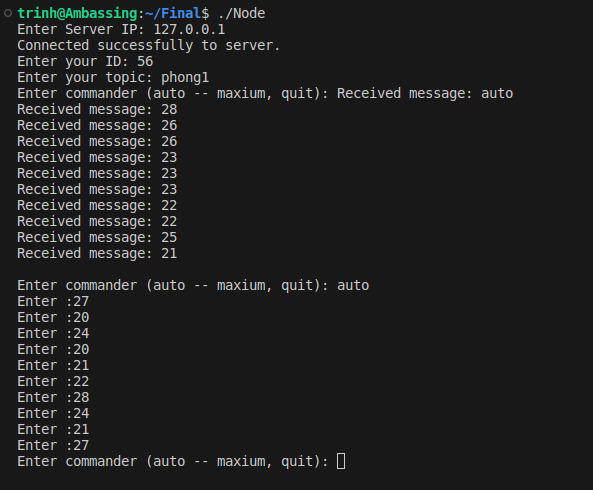 trinh@Ambassing:~/Final$ ./Node
Enter Server IP: 127.0.0.1
Connected successfully to server.
Enter your ID: 56
Enter your topic: phong1
Enter commander (auto -- maxium, quit): Received message: auto
Received message: 28
Received message: 26
Received message: 26
Received message: 23
Received message: 23
Received message: 23
Received message: 22
Received message: 22
Received message: 25
Received message: 21

Enter commander (auto -- maxium, quit): auto
Enter :27
Enter :20
Enter :24
Enter :20
Enter :21
Enter :22
Enter :28
Enter :24
Enter :21
Enter :27
Enter commander (auto -- maxium, quit):